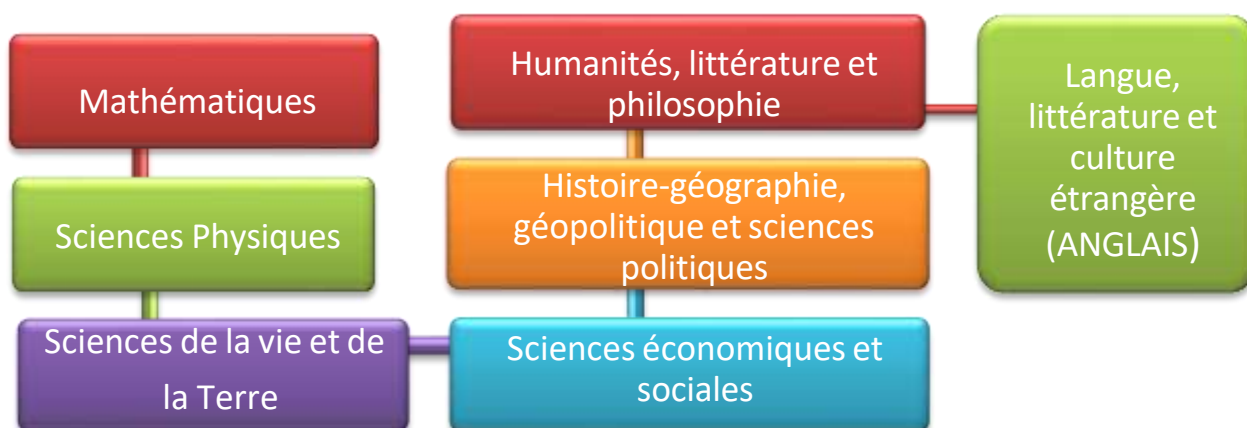 Mathématiques
Sciences Physiques
Sciences de la vie et de
la Terre
Humanités, littérature et
philosophie
Histoire-géographie,
géopolitique et sciences
politiques
Sciences économiques et
sociales
Langue,
littérature et
culture
étrangère
(ANGLAIS)